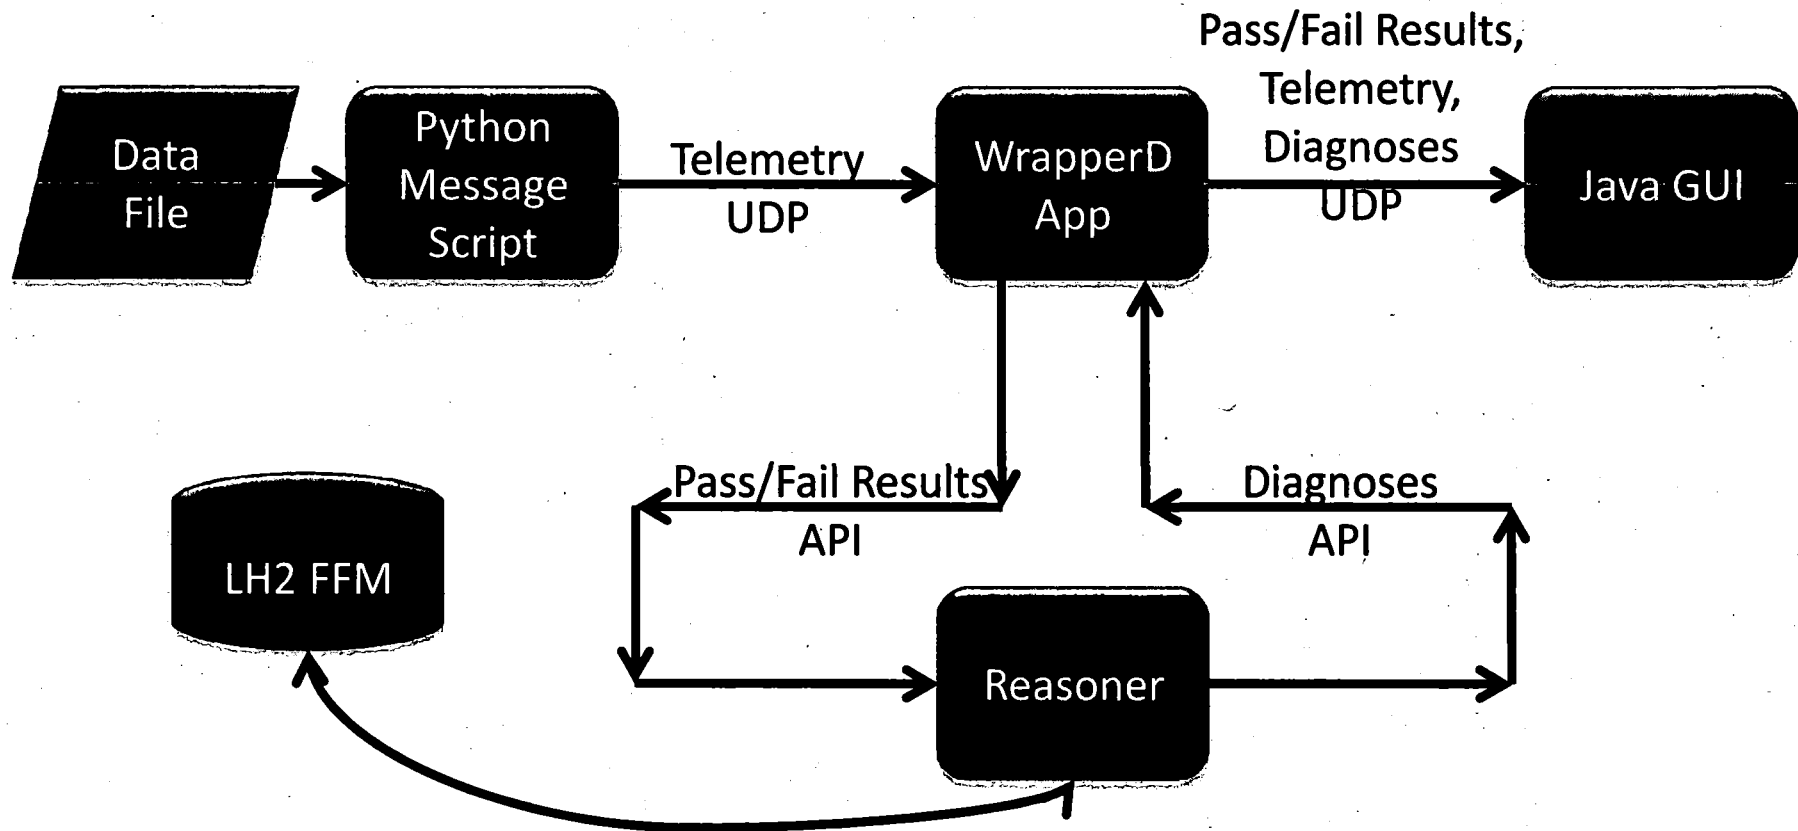 Pass/Fail Results,
Telemetry,
Diagnoses
UDP
Data
File
Python
Message
Script
Telemetry
UDP
WrapperD
App
Java GUI
Pass/Fail Results
API
Diagnoses
API
LH2 FFM
Reasoner